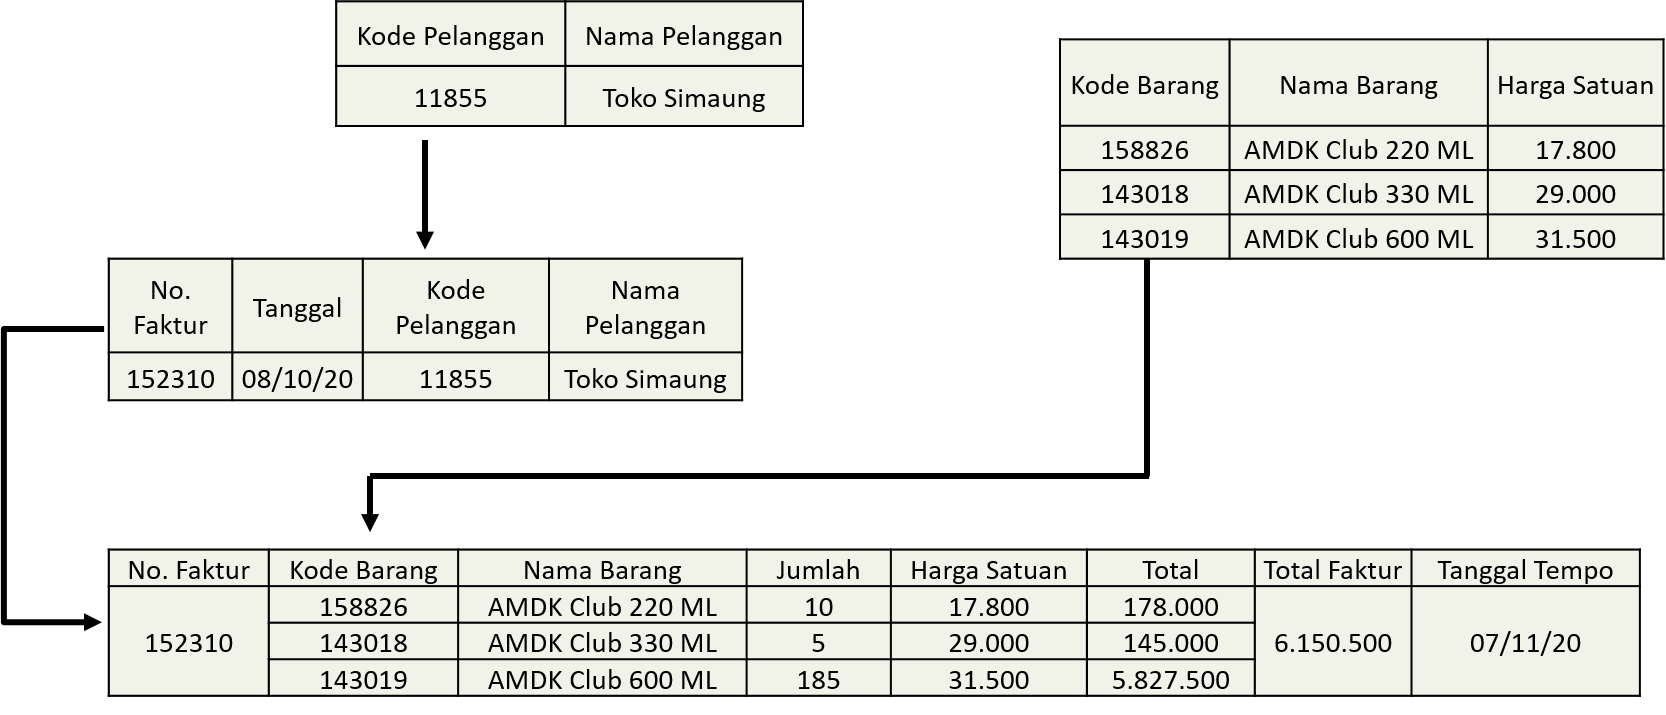 Kode Pelanggan Nama Pelanggan
11855 Toko Simaung
Kode Barang Nama Barang Harga Satuan
158826 AMDK Club 220 ML 17.800
143018 AMDK Club 330 ML 29.000
143019 AMDK Club 600 ML 31.500
No. Faktur Tanggal Kode Pelanggan Nama Pelanggan
152310 08/10/20 11855 Toko Simaung
No. Faktur Kode Barang Nama Barang Jumlah Harga Satuan Total Total Faktur Tanggal Tempo
158826 AMDK Club 220 ML 10 17.800 178.000
152310 143018 AMDK Club 330 ML 5 29.000 145.000 6.150.500 07/11/20
143019 AMDK Club 600 ML 185 31.500 5.827.500